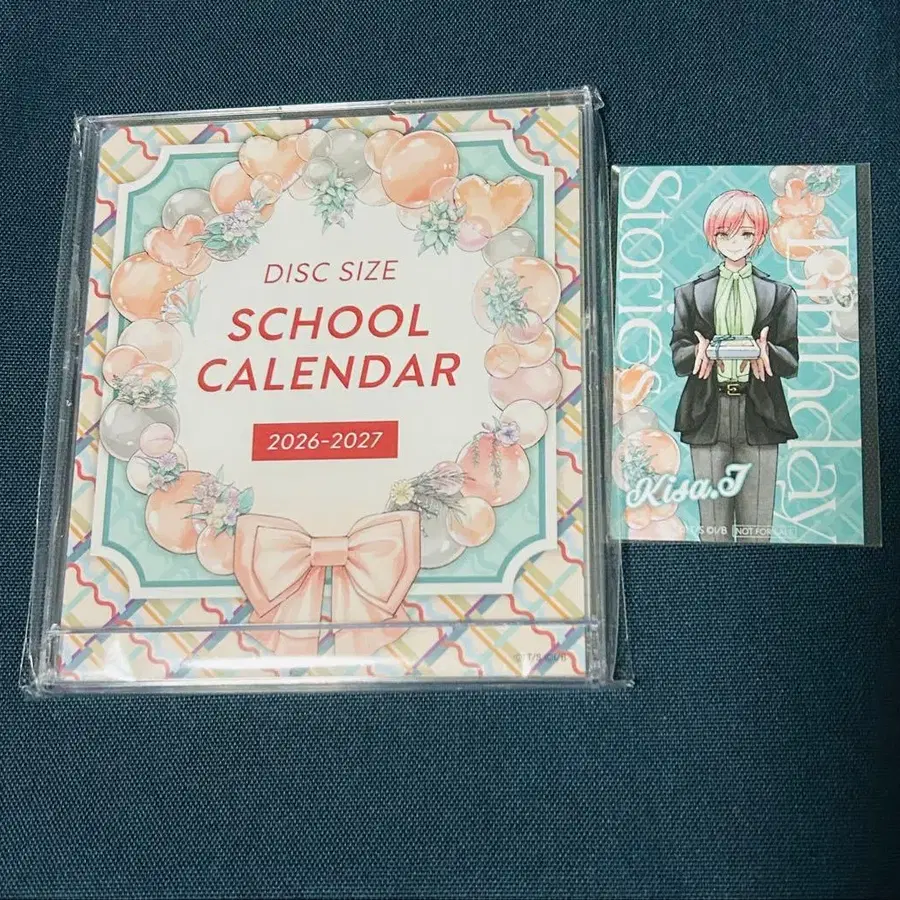 DISC SIZE
SCHOOL
CALENDAR
2026-2027
Birthday
Stories
Kisa.I
NOT FOR SALE